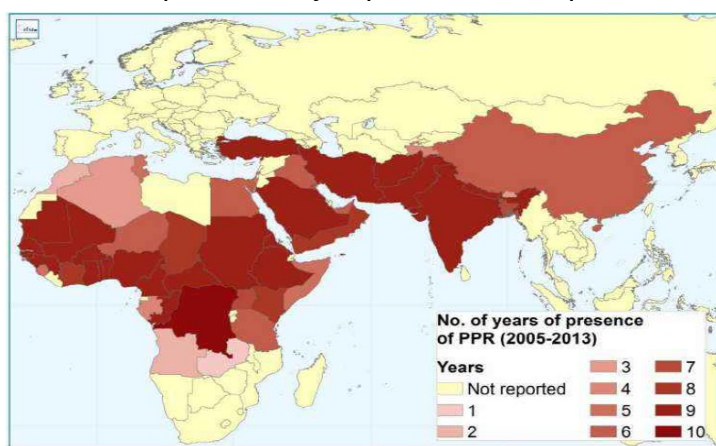 No. of years of presence
of PPR (2005-2013)
Years
Not reported
1
2
3
4
5
6
7
8
9
10